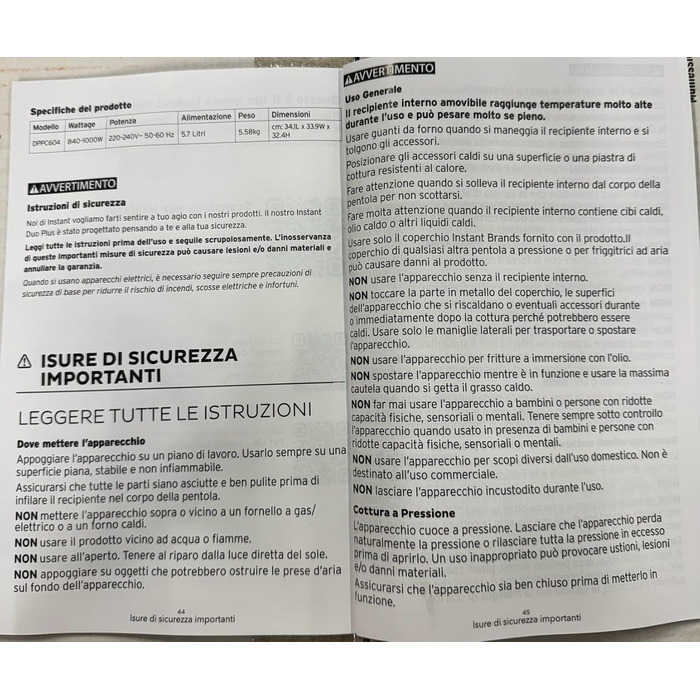 Specifiche del prodotto
Modello Wattage Potenza Alimentazione Peso Dimensioni
DPPC604 840-1000W 220-240V~ 50-60 Hz 5.7 Litri 5.58kg cm: 34.1L x 33.9W x
32.4H
AVVERTIMENTO
Istruzioni di sicurezza
Noi di Instant vogliamo farti sentire a tuo agio con i nostri prodotti. Il nostro Instant
Duo Plus è stato progettato pensando a te e alla tua sicurezza.
Leggi tutte le istruzioni prima dell'uso e seguile scrupolosamente. L'inosservanza
di queste importanti misure di sicurezza può causare lesioni e/o danni materiali e
annullare la garanzia.
Quando si usano apparecchi elettrici, è necessario seguire sempre precauzioni di
sicurezza di base per ridurre il rischio di incendi, scosse elettriche e infortuni.
ISURE DI SICUREZZA
IMPORTANTI
LEGGERE TUTTE LE ISTRUZIONI
Dove mettere l'apparecchio
Appoggiare l'apparecchio su un piano di lavoro. Usarlo sempre su una
superficie piana, stabile e non infiammabile.
Assicurarsi che tutte le parti siano asciutte e ben pulite prima di
infilare il recipiente nel corpo della pentola.
NON mettere l'apparecchio sopra o vicino a un fornello a gas/
elettrico o a un forno caldi.
NON usare il prodotto vicino ad acqua o fiamme.
NON usare all'aperto. Tenere al riparo dalla luce diretta del sole.
NON appoggiare su oggetti che potrebbero ostruire le prese d'aria
sul fondo dell'apparecchio.
44
Isure di sicurezza importanti
AVVERTIMENTO
Uso Generale
Il recipiente interno amovibile raggiunge temperature molto alte
durante l'uso e può pesare molto se pieno.
Usare guanti da forno quando si maneggia il recipiente interno e si
tolgono gli accessori.
Posizionare gli accessori caldi su una superficie o una piastra di
cottura resistenti al calore.
Fare attenzione quando si solleva il recipiente interno dal corpo della
pentola per non scottarsi.
Fare molta attenzione quando il recipiente interno contiene cibi caldi,
olio caldo o altri liquidi caldi.
Usare solo il coperchio Instant Brands fornito con il prodotto.Il
coperchio di qualsiasi altra pentola a pressione o per friggitrici ad aria
può causare danni al prodotto.
NON usare l'apparecchio senza il recipiente interno.
NON toccare la parte in metallo del coperchio, le superfici
dell'apparecchio che si riscaldano o eventuali accessori durante
o immediatamente dopo la cottura perché potrebbero essere
caldi. Usare solo le maniglie laterali per trasportare o spostare
l'apparecchio.
NON usare l'apparecchio per fritture a immersione con l'olio.
NON spostare l'apparecchio mentre è in funzione e usare la massima
cautela quando si getta il grasso caldo.
NON far mai usare l'apparecchio a bambini o persone con ridotte
capacità fisiche, sensoriali o mentali. Tenere sempre sotto controllo
l'apparecchio quando usato in presenza di bambini e persone con
ridotte capacità fisiche, sensoriali o mentali.
NON usare l'apparecchio per scopi diversi dall'uso domestico. Non è
destinato all'uso commerciale.
NON lasciare l'apparecchio incustodito durante l'uso.
Cottura a Pressione
L'apparecchio cuoce a pressione. Lasciare che l'apparecchio perda
naturalmente la pressione o rilasciare tutta la pressione in eccesso
prima di aprirlo. Un uso inappropriato può provocare ustioni, lesioni
e/o danni materiali.
Assicurarsi che l'apparecchio sia ben chiuso prima di metterlo in
funzione.
45
Isure di sicurezza importanti